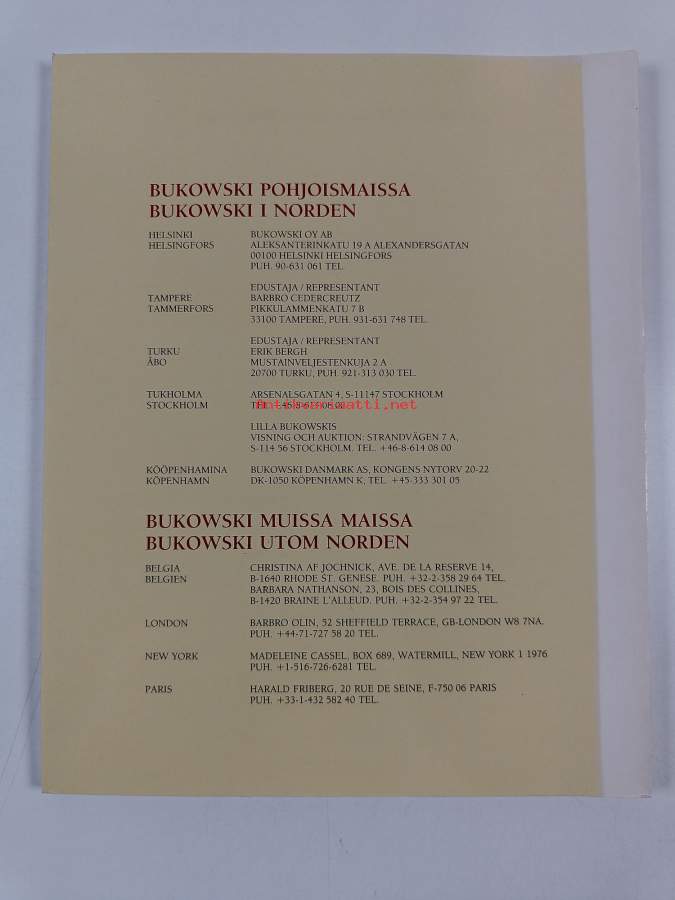 BUKOWSKI POHJOISMAISSA
BUKOWSKI I NORDEN
HELSINKI BUKOWSKI OY AB
HELSINGFORS ALEKSANTERINKATU 19 A ALEXANDERSGATAN
00100 HELSINKI HELSINGFORS
PUH. 90-631 061 TEL.
EDUSTAJA / REPRESENTANT
TAMPERE BARBRO CEDERCREUTZ
TAMMERFORS PIKKULAMMENKATU 7 B
33100 TAMPERE, PUH. 931-631 748 TEL.
EDUSTAJA / REPRESENTANT
TURKU ERIK BERGH
ÅBO MUSTAINVELJESTENKUJA 2 A
20700 TURKU, PUH. 921-313 030 TEL.
TUKHOLMA ARSENALSGATAN 4, S-11147 STOCKHOLM
STOCKHOLM TEL.
antikvariaatti.net
LILLA BUKOWSKIS
VISNING OCH AUKTION: STRANDVÄGEN 7 A,
S-114 56 STOCKHOLM. TEL. +46-8-614 08 00
KÖÖPENHAMINA BUKOWSKI DANMARK AS, KONGENS NYTORV 20-22
KÖPENHAMN DK-1050 KÖPENHAMN K, TEL. +45-333 301 05
BUKOWSKI MUISSA MAISSA
BUKOWSKI UTOM NORDEN
BELGIA CHRISTINA AF JOCHNICK, AVE. DE LA RESERVE 14,
BELGIEN B-1640 RHODE ST. GENESE. PUH. +32-2-358 29 64 TEL.
BARBARA NATHANSON, 23, BOIS DES COLLINES,
B-1420 BRAINE L'ALLEUD. PUH. +32-2-354 97 22 TEL.
LONDON BARBRO OLIN, 52 SHEFFIELD TERRACE, GB-LONDON W8 7NA.
PUH. +44-71-727 58 20 TEL.
NEW YORK MADELEINE CASSEL, BOX 689, WATERMILL, NEW YORK 1 1976
PUH. +1-516-726-6281 TEL.
PARIS HARALD FRIBERG, 20 RUE DE SEINE, F-750 06 PARIS
PUH. +33-1-432 582 40 TEL.